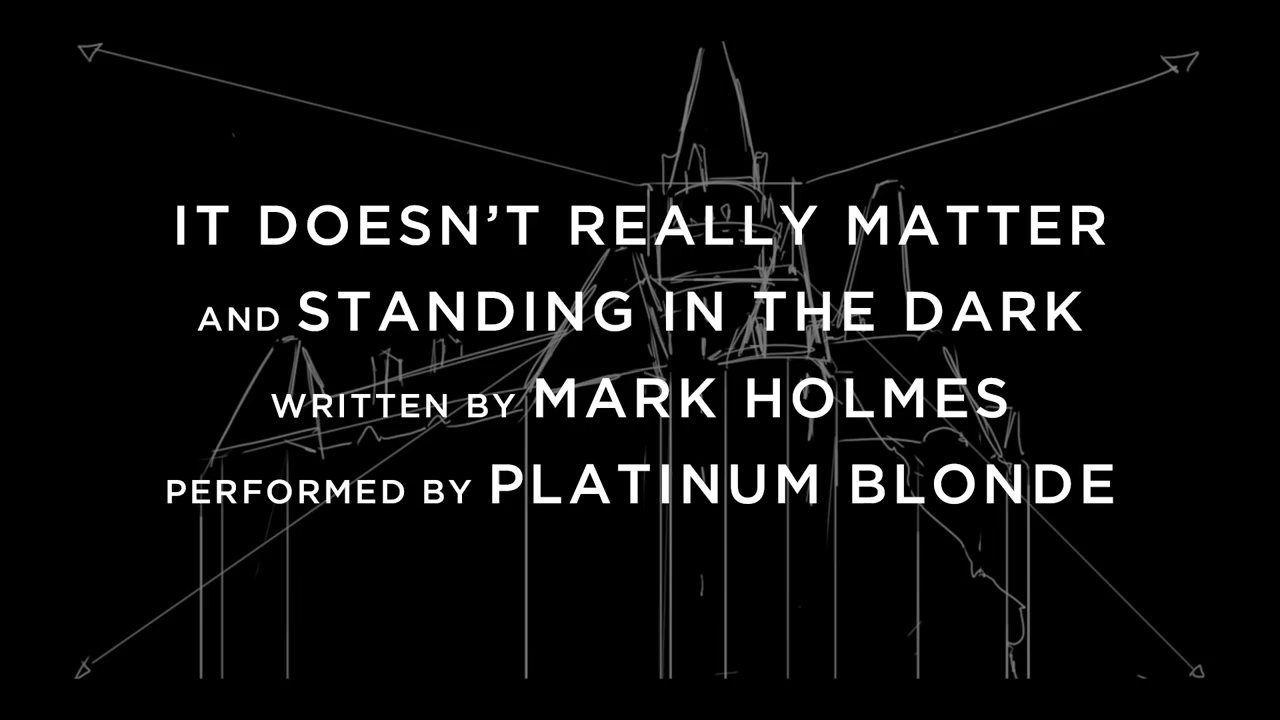 IT DOESN’T REALLY MATTER
AND STANDING IN THE DARK
WRITTEN BY MARK HOLMES
PERFORMED BY PLATINUM BLONDE